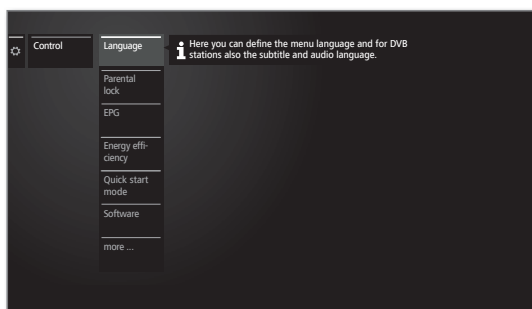 Control
Language
Here you can define the menu language and for DVB
stations also the subtitle and audio language.
Parental
lock
EPG
Energy effi-
ciency
Quick start
mode
Software
more ...